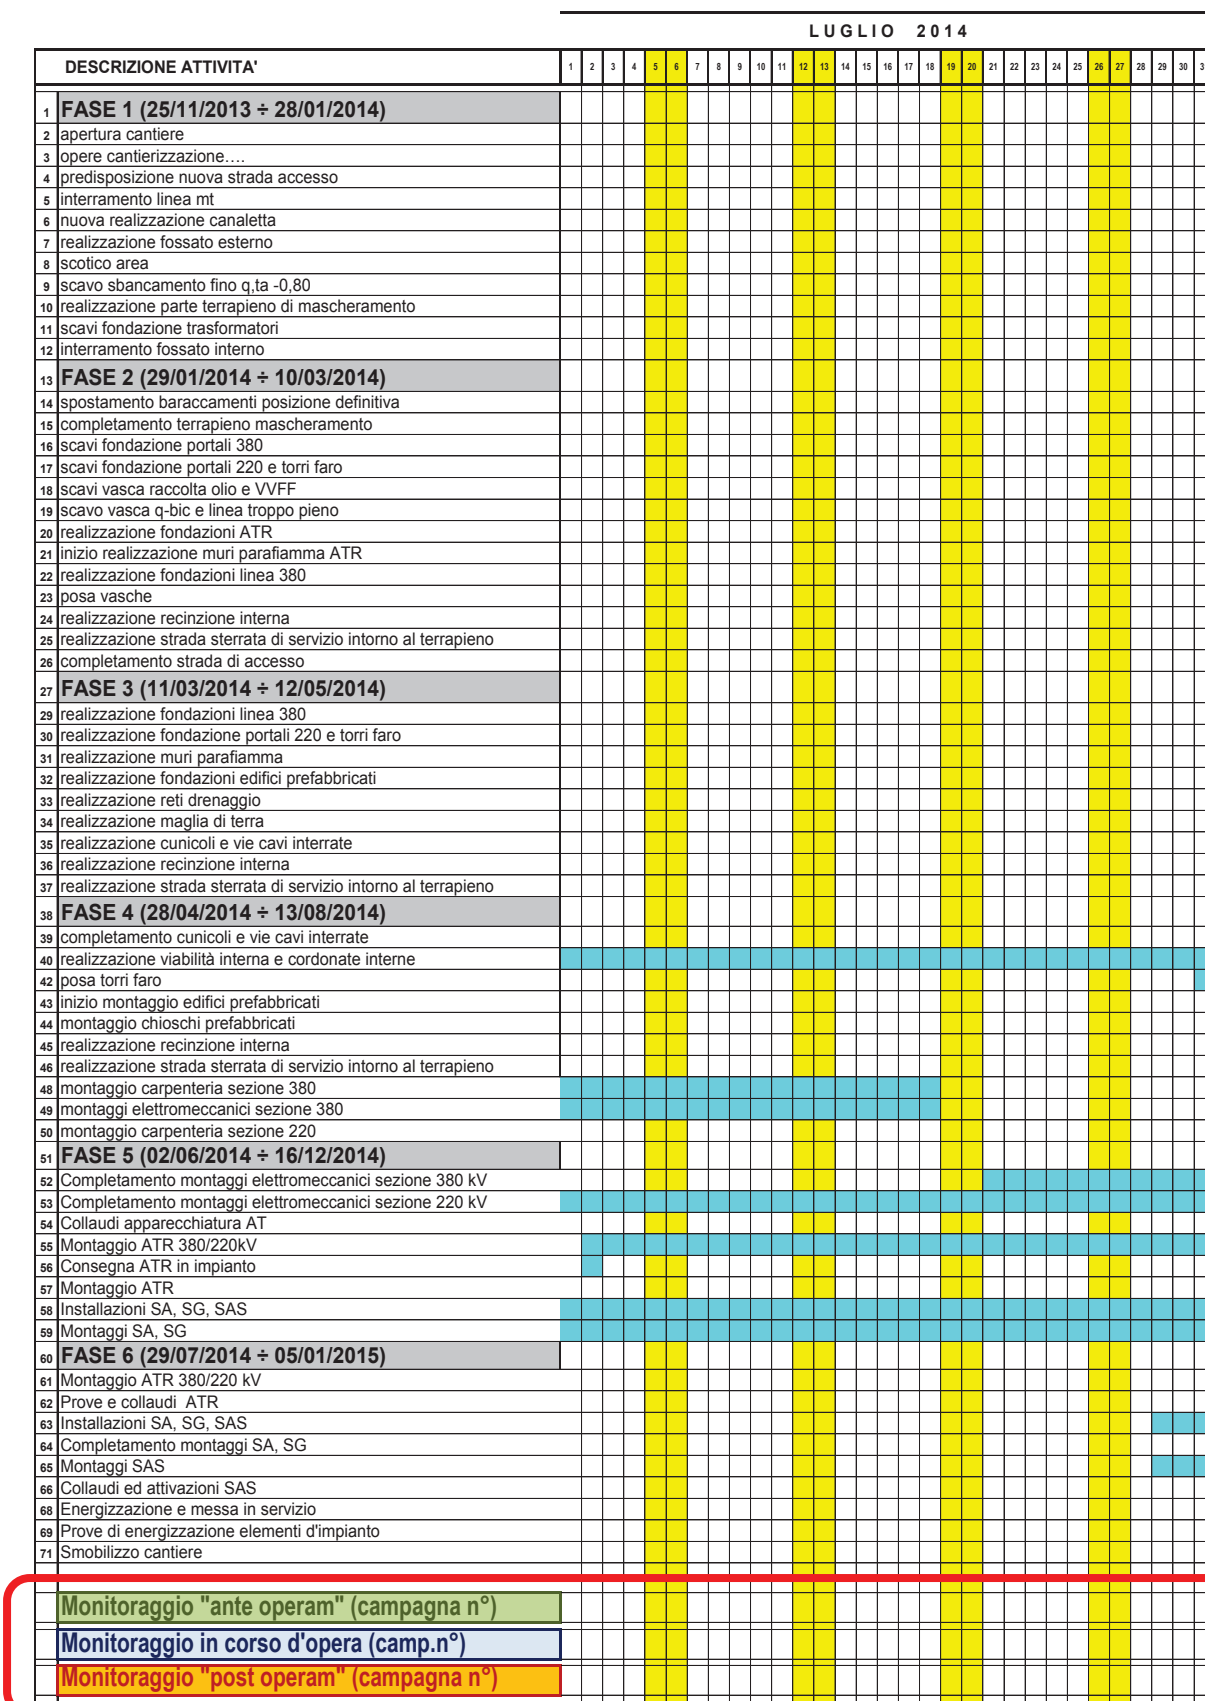 LUGLIO 2014
DESCRIZIONE ATTIVITA' 1 2 3 4 5 6 7 8 9 10 11 12 13 14 15 16 17 18 19 20 21 22 23 24 25 26 27 28 29 30
1 FASE 1 (25/11/2013 ÷ 28/01/2014)
2 apertura cantiere
3 opere cantierizzazione....
4 predisposizione nuova strada accesso
5 interramento linea mt
6 nuova realizzazione canaletta
7 realizzazione fossato esterno
8 scotico area
9 scavo sbancamento fino q,ta -0,80
10 realizzazione parte terrapieno di mascheramento
11 scavi fondazione trasformatori
12 interramento fossato interno
13 FASE 2 (29/01/2014 ÷ 10/03/2014)
14 spostamento baraccamenti posizione definitiva
15 completamento terrapieno mascheramento
16 scavi fondazione portali 380
17 scavi fondazione portali 220 e torri faro
18 scavi vasca raccolta olio e VVFF
19 scavo vasca q-bic e linea troppo pieno
20 realizzazione fondazioni ATR
21 inizio realizzazione muri parafiamma ATR
22 realizzazione fondazioni linea 380
23 posa vasche
24 realizzazione recinzione interna
25 realizzazione strada sterrata di servizio intorno al terrapieno
26 completamento strada di accesso
27 FASE 3 (11/03/2014 ÷ 12/05/2014)
29 realizzazione fondazioni linea 380
30 realizzazione fondazione portali 220 e torri faro
31 realizzazione muri parafiamma
32 realizzazione fondazioni edifici prefabbricati
33 realizzazione reti drenaggio
34 realizzazione maglia di terra
35 realizzazione cunicoli e vie cavi interrate
36 realizzazione recinzione interna
37 realizzazione strada sterrata di servizio intorno al terrapieno
38 FASE 4 (28/04/2014 ÷ 13/08/2014)
39 completamento cunicoli e vie cavi interrate
40 realizzazione viabilità interna e cordonate interne
42 posa torri faro
43 inizio montaggio edifici prefabbricati
44 montaggio chioschi prefabbricati
45 realizzazione recinzione interna
46 realizzazione strada sterrata di servizio intorno al terrapieno
48 montaggio carpenteria sezione 380
49 montaggi elettromeccanici sezione 380
50 montaggio carpenteria sezione 220
51 FASE 5 (02/06/2014 ÷ 16/12/2014)
52 Completamento montaggi elettromeccanici sezione 380 kV
53 Completamento montaggi elettromeccanici sezione 220 kV
54 Collaudi apparecchiatura AT
55 Montaggio ATR 380/220kV
56 Consegna ATR in impianto
57 Montaggio ATR
58 Installazioni SA, SG, SAS
59 Montaggi SA, SG
60 FASE 6 (29/07/2014 ÷ 05/01/2015)
61 Montaggio ATR 380/220 kV
62 Prove e collaudi ATR
63 Installazioni SA, SG, SAS
64 Completamento montaggi SA, SG
65 Montaggi SAS
66 Collaudi ed attivazioni SAS
68 Energizzazione e messa in servizio
69 Prove di energizzazione elementi d'impianto
71 Smobilizzo cantiere
Monitoraggio "ante operam" (campagna n°)
Monitoraggio in corso d'opera (camp.n°)
Monitoraggio "post operam" (campagna n°)